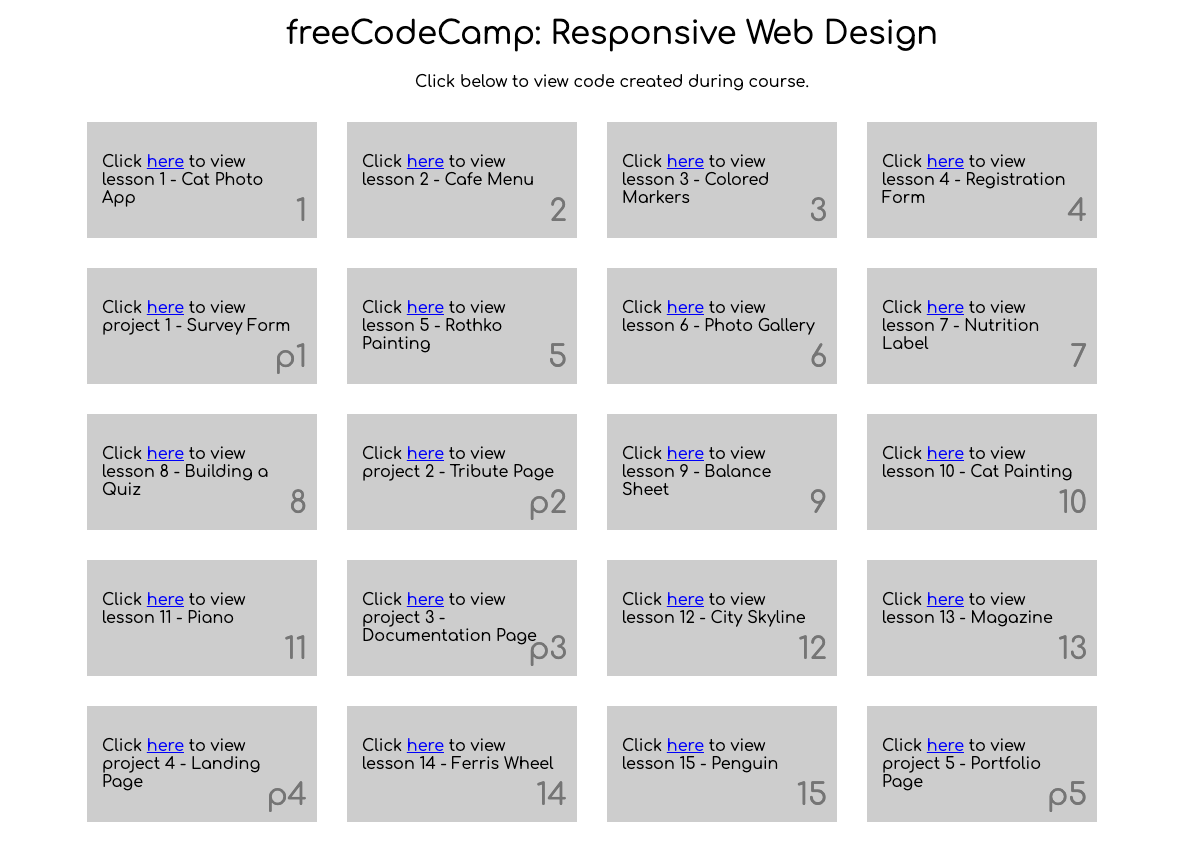 freeCodeCamp: Responsive Web Design
Click below to view code created during course.
Click here to view
lesson 1 - Cat Photo
App
1
Click here to view
lesson 2 - Cafe Menu
2
Click here to view
lesson 3 - Colored
Markers
3
Click here to view
lesson 4 - Registration
Form
4
Click here to view
project 1 - Survey Form
p1
Click here to view
lesson 5 - Rothko
Painting
5
Click here to view
lesson 6 - Photo Gallery
6
Click here to view
lesson 7 - Nutrition
Label
7
Click here to view
lesson 8 - Building a
Quiz
8
Click here to view
project 2 - Tribute Page
p2
Click here to view
lesson 9 - Balance
Sheet
9
Click here to view
lesson 10 - Cat Painting
10
Click here to view
lesson 11 - Piano
11
Click here to view
project 3 -
Documentation Page
p3
Click here to view
lesson 12 - City Skyline
12
Click here to view
lesson 13 - Magazine
13
Click here to view
project 4 - Landing
Page
p4
Click here to view
lesson 14 - Ferris Wheel
14
Click here to view
lesson 15 - Penguin
15
Click here to view
project 5 - Portfolio
Page
p5